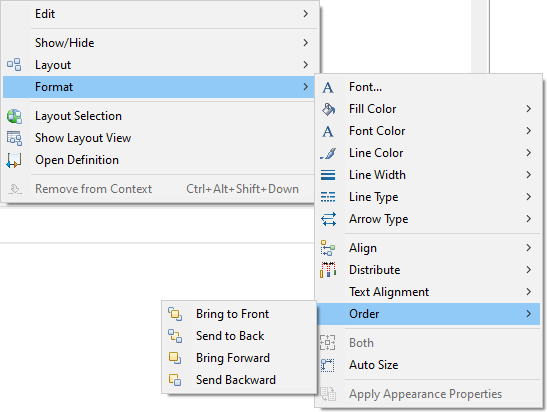 Edit
Show/Hide
Layout
Format
Layout Selection
Show Layout View
Open Definition
Remove from Context Ctrl+Alt+Shift+Down
Font...
Fill Color
Font Color
Line Color
Line Width
Line Type
Arrow Type
Align
Distribute
Text Alignment
Order
Both
Auto Size
Apply Appearance Properties
Bring to Front
Send to Back
Bring Forward
Send Backward